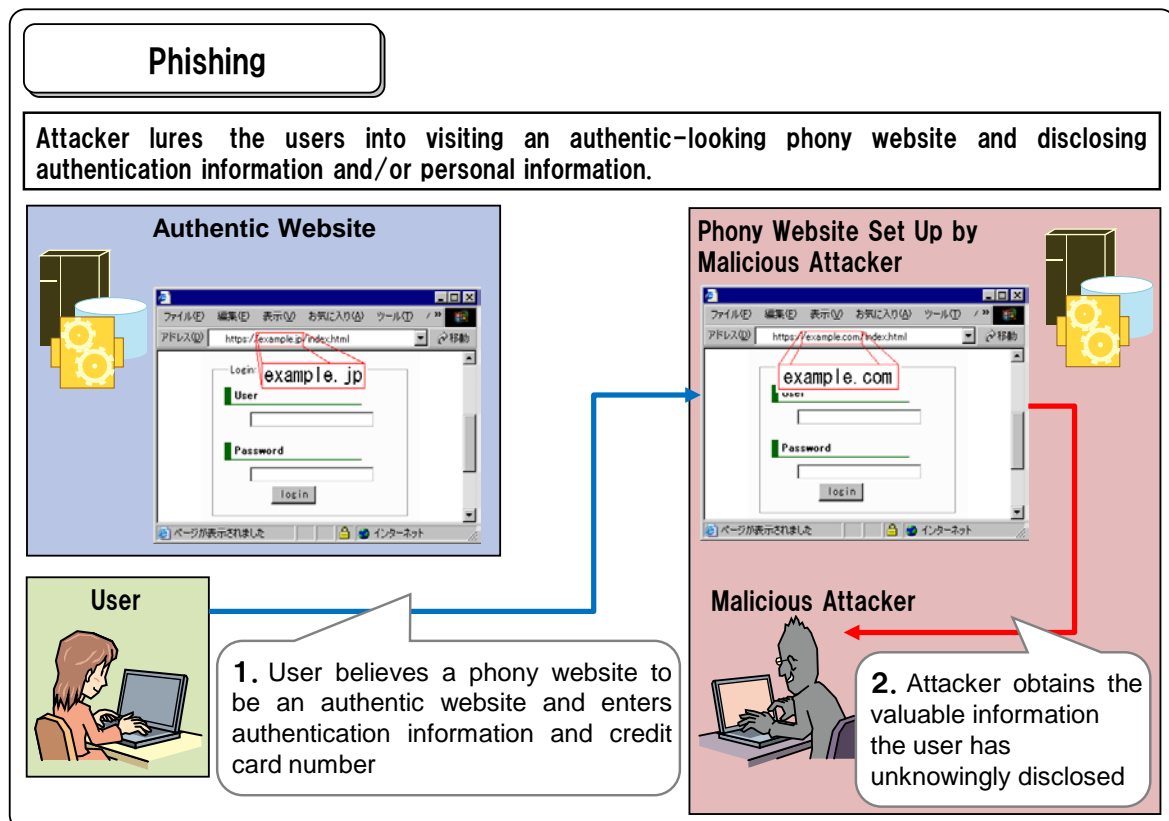 Phishing
Attacker lures the users into visiting an authentic-looking phony website and disclosing
authentication information and/or personal information.
Authentic Website
ファイル(F) 編集(E) 表示(V) お気に入り(A) ツール(T) / »
アドレス(D) https://example.jp/index.html 移動
Login
example.jp
User
Password
login
ページが表示されました インターネット
Phony Website Set Up by
Malicious Attacker
ファイル(F) 編集(E) 表示(V) お気に入り(A) ツール(T) / »
アドレス(D) https://example.com/index.html 移動
example.com
User
Password
login
ページが表示されました インターネット
User
1. User believes a phony website to
be an authentic website and enters
authentication information and credit
card number
Malicious Attacker
2. Attacker obtains the
valuable information
the user has
unknowingly disclosed